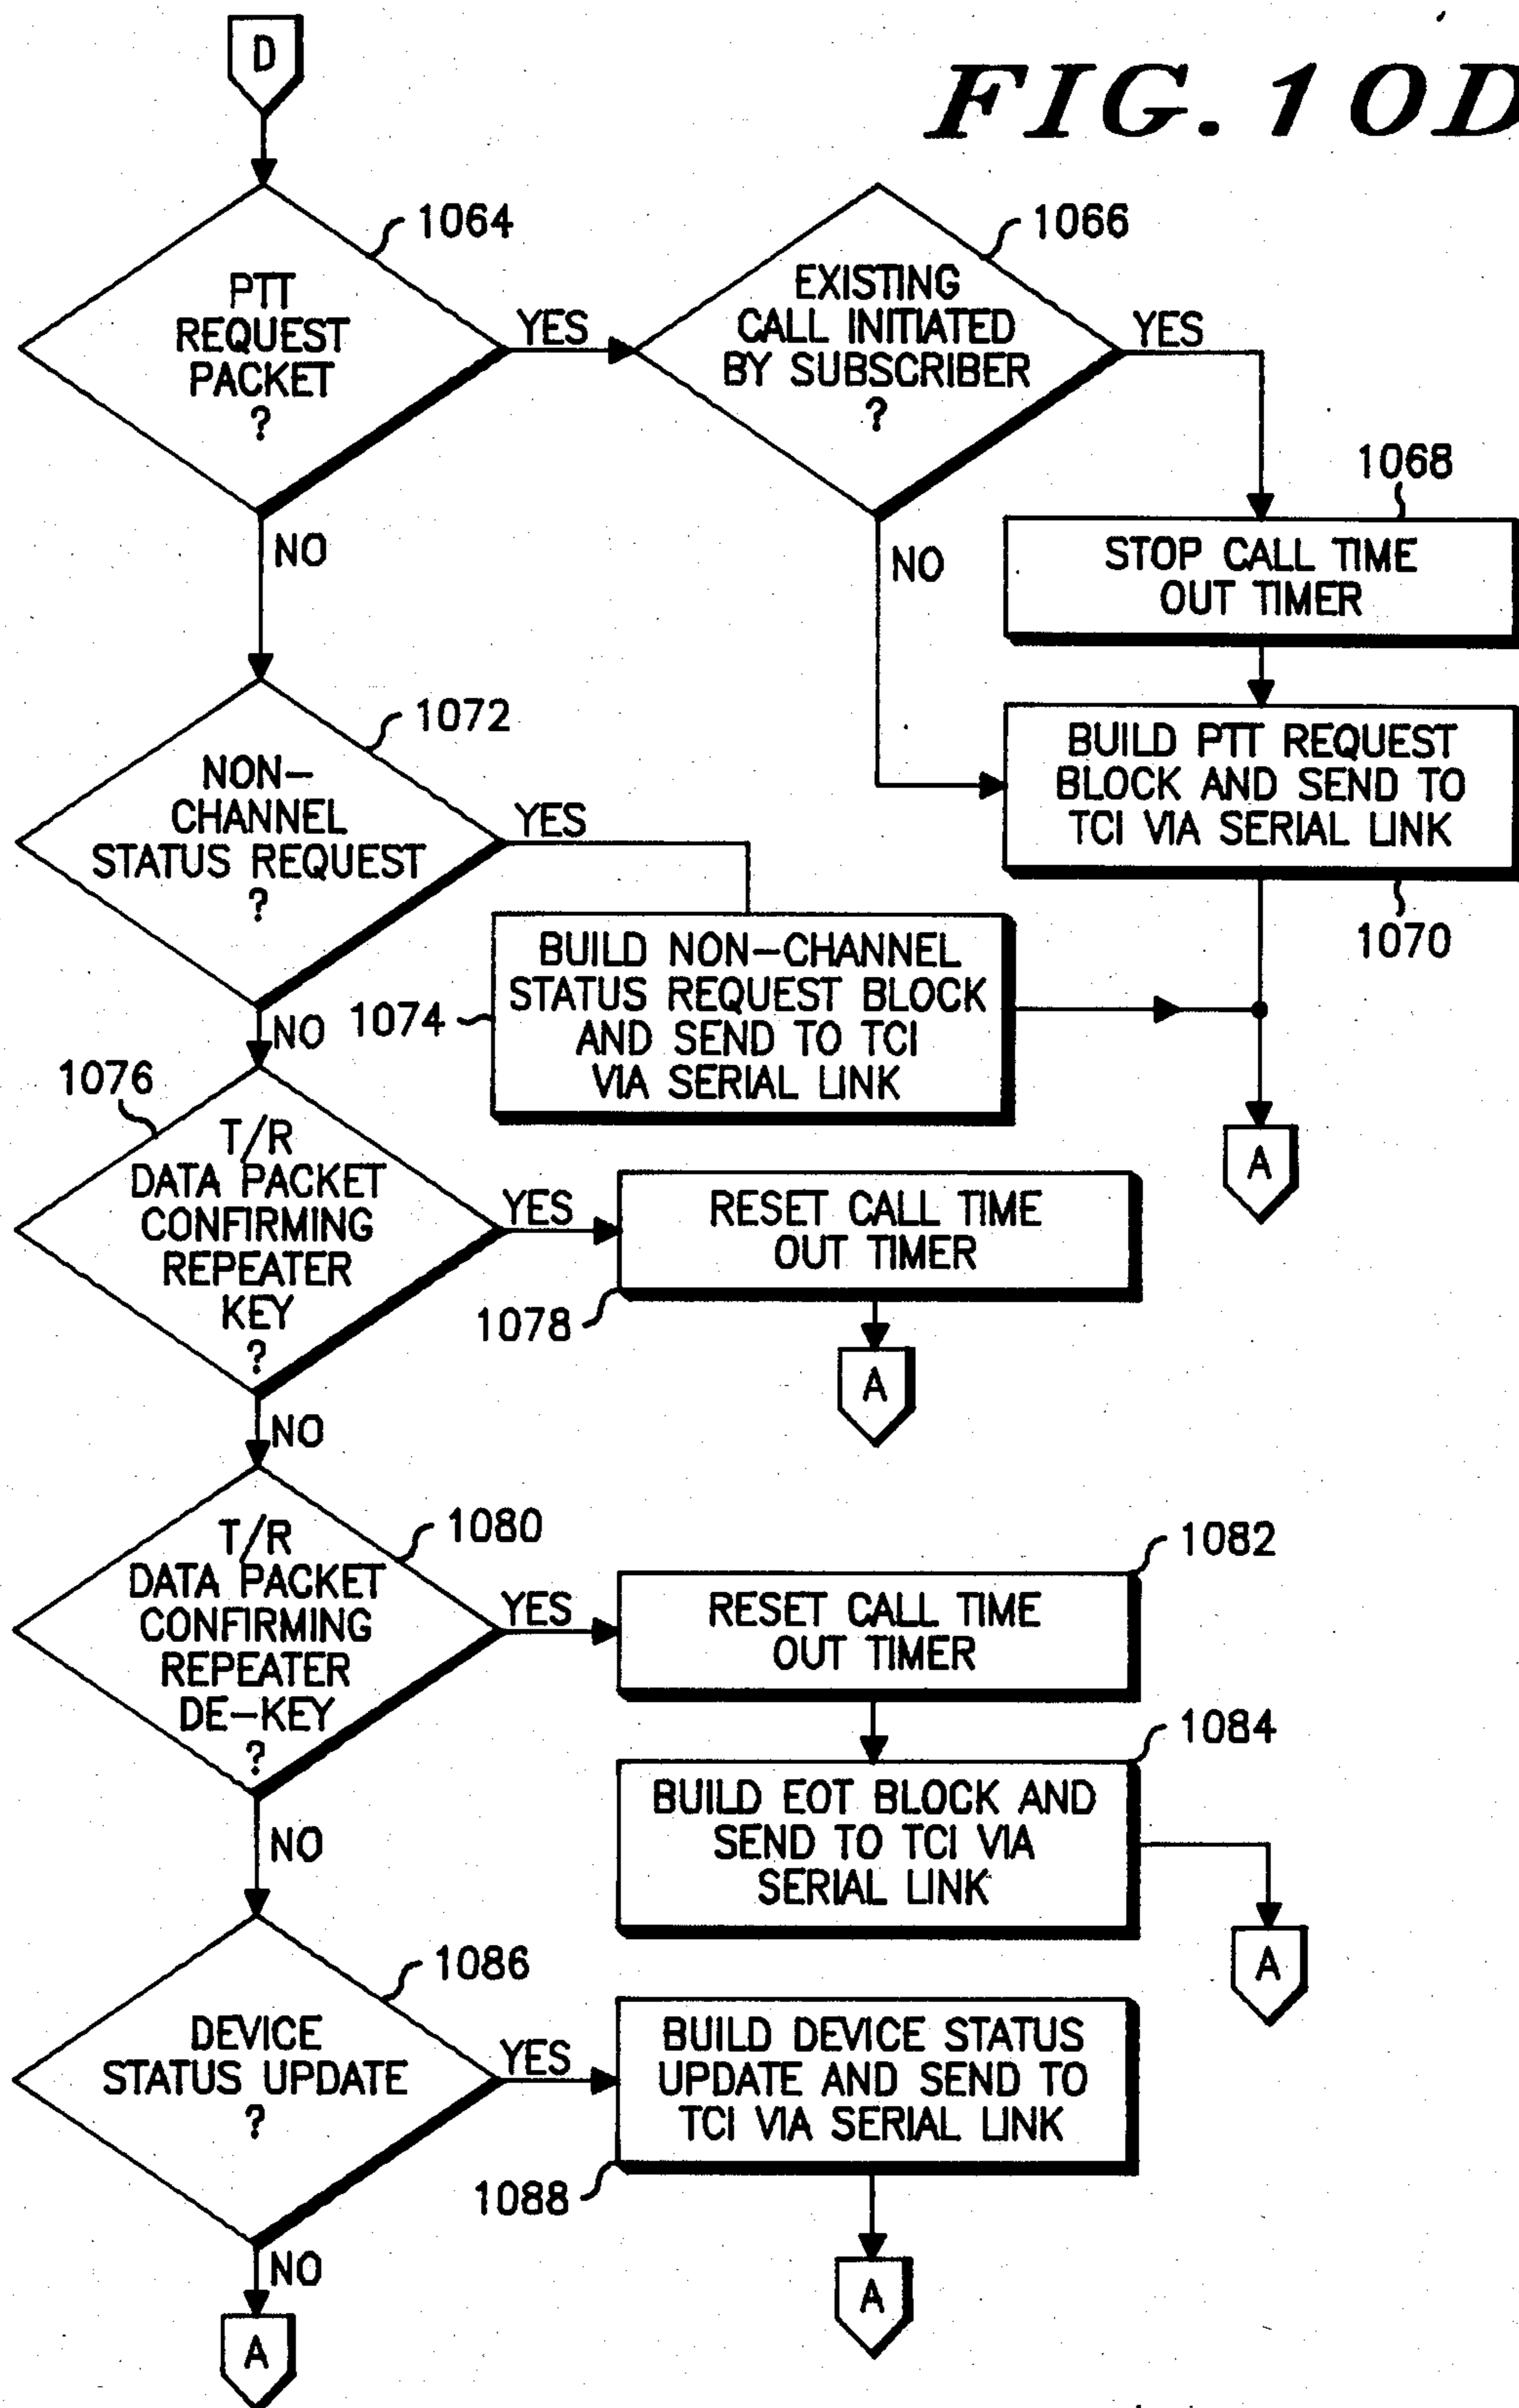 D
FIG. 10D
1064
PTT
REQUEST
PACKET
?
YES
NO
1066
EXISTING
CALL INITIATED
BY SUBSCRIBER
?
YES
NO
1068
STOP CALL TIME
OUT TIMER
BUILD PTT REQUEST
BLOCK AND SEND TO
TCI VIA SERIAL LINK
1070
1072
NON-
CHANNEL
STATUS REQUEST
?
YES
NO
1074
BUILD NON-CHANNEL
STATUS REQUEST BLOCK
AND SEND TO TCI
VIA SERIAL LINK
A
1076
T/R
DATA PACKET
CONFIRMING
REPEATER
KEY
?
YES
NO
RESET CALL TIME
OUT TIMER
1078
A
1080
T/R
DATA PACKET
CONFIRMING
REPEATER
DE-KEY
?
YES
NO
1082
RESET CALL TIME
OUT TIMER
1084
BUILD EOT BLOCK AND
SEND TO TCI VIA
SERIAL LINK
A
1086
DEVICE
STATUS UPDATE
?
YES
NO
BUILD DEVICE STATUS
UPDATE AND SEND TO
TCI VIA SERIAL LINK
1088
A
A